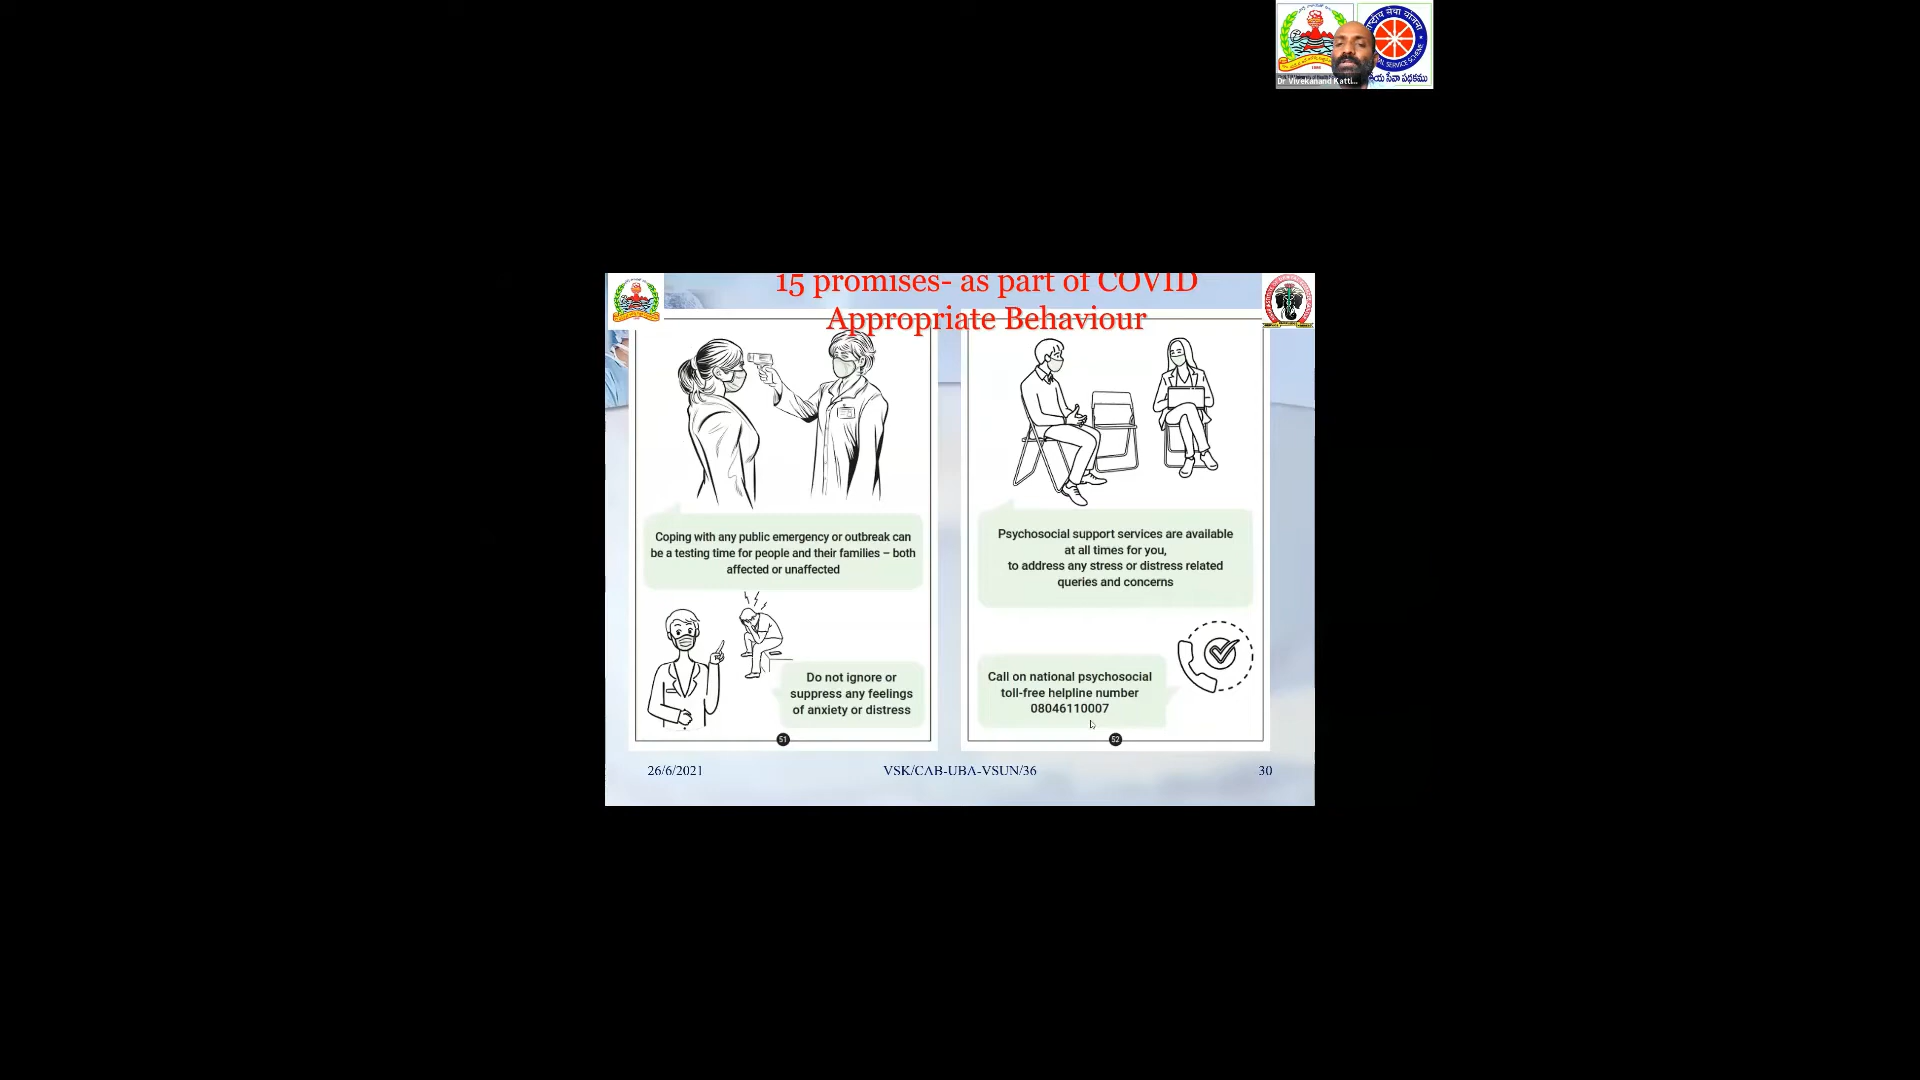 राष्ट्रीय सेवा योजना
Dr Vivekanand Katti...
సేవా పథకము
15 promises- as part of COVID
Appropriate Behaviour
Coping with any public emergency or outbreak can
be a testing time for people and their families – both
affected or unaffected
Do not ignore or
suppress any feelings
of anxiety or distress
51
Psychosocial support services are available
at all times for you,
to address any stress or distress related
queries and concerns
Call on national psychosocial
toll-free helpline number
08046110007
52
26/6/2021
VSK/CAB-UBA-VSUN/36
30